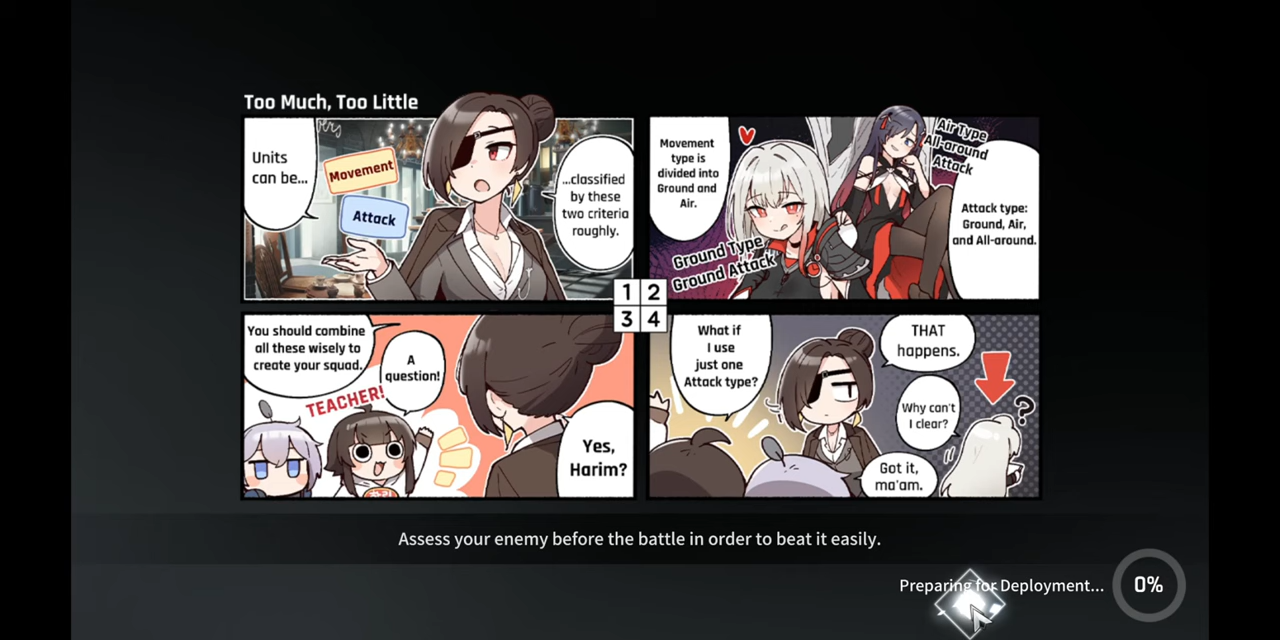 Too Much, Too Little
Units
can be...
Movement
Attack
...classified
by these
two criteria
roughly.
Movement
type is
divided into
Ground and
Air.
Ground Type
Ground Attack
Air Type
All-around
Attack
Attack type:
Ground, Air,
and All-around.
1 2
3 4
You should combine
all these wisely to
create your squad.
TEACHER!
A
question!
Yes,
Harim?
What if
I use
just one
Attack type?
THAT
happens.
Why can't
I clear?
?
Got it,
ma'am.
Assess your enemy before the battle in order to beat it easily.
Preparing for Deployment...
0%